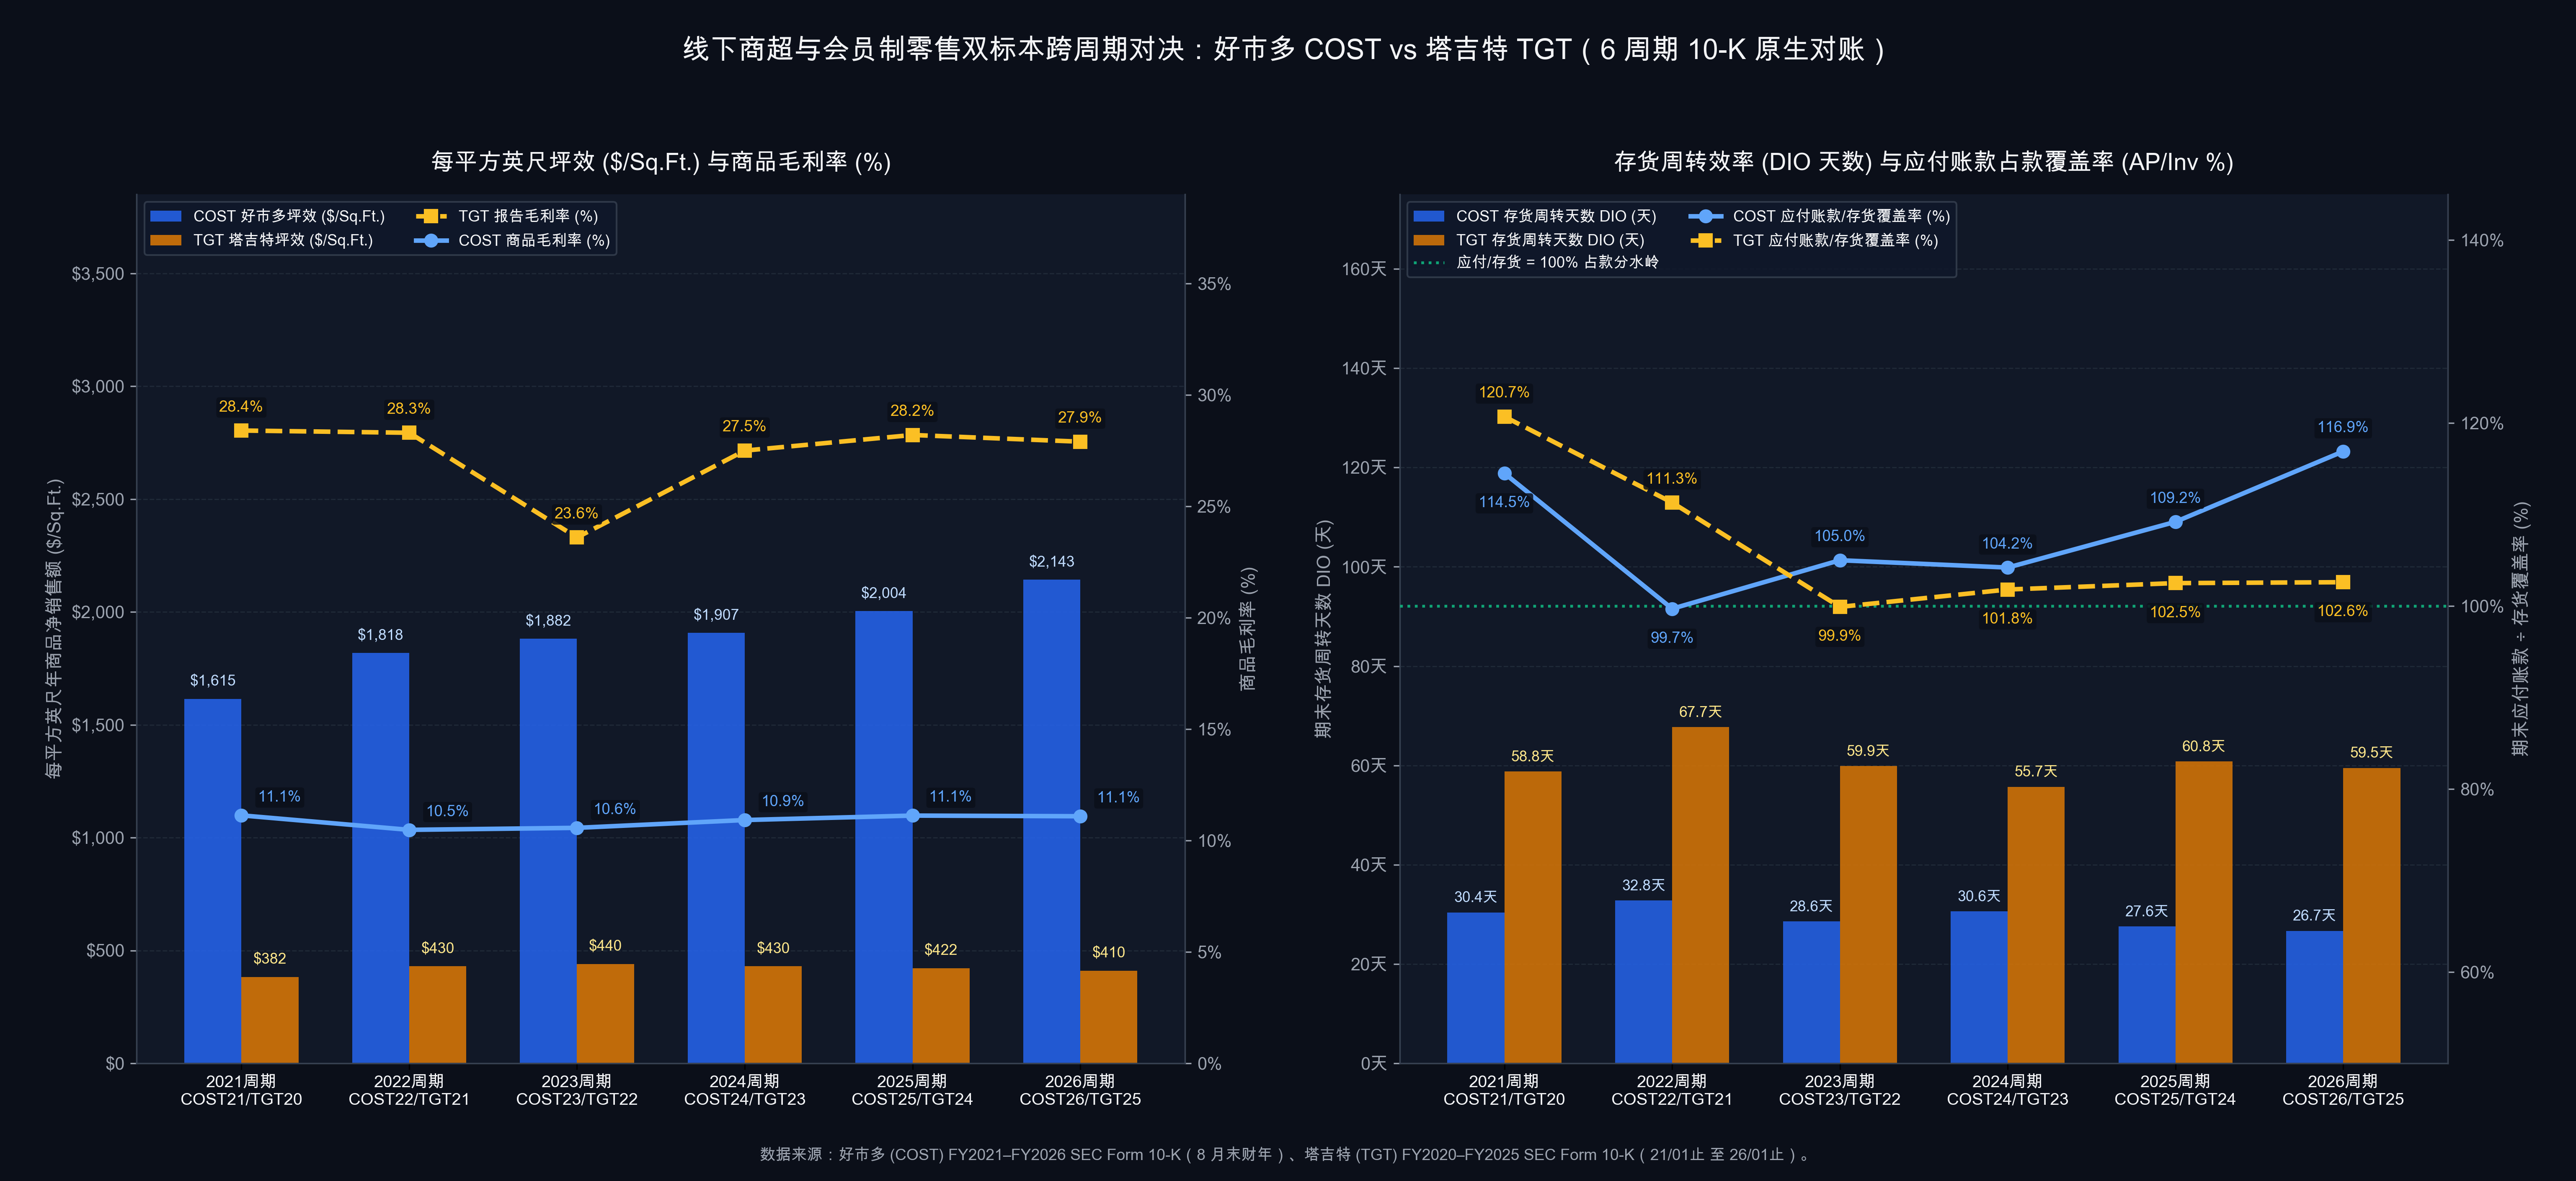 线下商超与会员制零售双标本跨周期对决：好市多 COST vs 塔吉特 TGT（6 周期 10-K 原生对账）
每平方英尺坪效 ($/Sq.Ft.) 与商品毛利率 (%)
COST 好市多坪效 ($/Sq.Ft.)
TGT 塔吉特坪效 ($/Sq.Ft.)
TGT 报告毛利率 (%)
COST 商品毛利率 (%)
每平方英尺年商品净销售额 ($/Sq.Ft.)
$3,500
$3,000
$2,500
$2,000
$1,500
$1,000
$500
$0
28.4%
28.3%
23.6%
27.5%
28.2%
27.9%
$1,615
$1,818
$1,882
$1,907
$2,004
$2,143
11.1%
10.5%
10.6%
10.9%
11.1%
11.1%
$382
$430
$440
$430
$422
$410
35%
30%
25%
20%
15%
10%
5%
0%
商品毛利率 (%)
2021周期
COST21/TGT20
2022周期
COST22/TGT21
2023周期
COST23/TGT22
2024周期
COST24/TGT23
2025周期
COST25/TGT24
2026周期
COST26/TGT25
存货周转效率 (DIO 天数) 与应付账款占款覆盖率 (AP/Inv %)
COST 存货周转天数 DIO (天)
TGT 存货周转天数 DIO (天)
应付/存货 = 100% 占款分水岭
COST 应付账款/存货覆盖率 (%)
TGT 应付账款/存货覆盖率 (%)
期末存货周转天数 DIO (天)
160天
140天
120天
100天
80天
60天
40天
20天
0天
120.7%
111.3%
99.9%
101.8%
102.5%
102.6%
114.5%
99.7%
105.0%
104.2%
109.2%
116.9%
58.8天
67.7天
59.9天
55.7天
60.8天
59.5天
30.4天
32.8天
28.6天
30.6天
27.6天
26.7天
140%
120%
100%
80%
60%
期末应付账款 ÷ 存货覆盖率 (%)
2021周期
COST21/TGT20
2022周期
COST22/TGT21
2023周期
COST23/TGT22
2024周期
COST24/TGT23
2025周期
COST25/TGT24
2026周期
COST26/TGT25
数据来源：好市多 (COST) FY2021–FY2026 SEC Form 10-K（8 月末财年）、塔吉特 (TGT) FY2020–FY2025 SEC Form 10-K（21/01止 至 26/01止）。